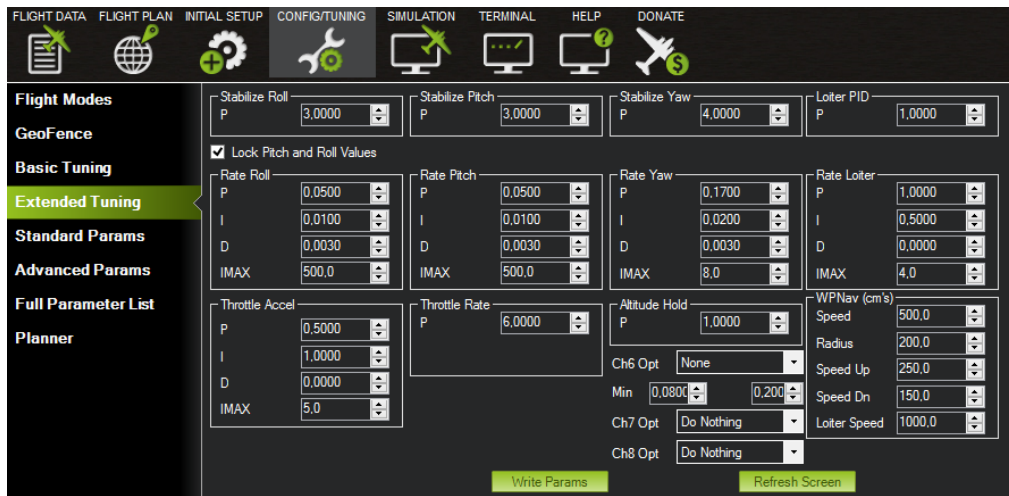 FLIGHT DATA FLIGHT PLAN INITIAL SETUP CONFIG/TUNING SIMULATION TERMINAL HELP DONATE
Flight Modes
GeoFence
Basic Tuning
Extended Tuning
Standard Params
Advanced Params
Full Parameter List
Planner
Stabilize Roll
P 3,0000
Stabilize Pitch
P 3,0000
Stabilize Yaw
P 4,0000
Loiter PID
P 1,0000
Lock Pitch and Roll Values
Rate Roll
P 0,0500
I 0,0100
D 0,0030
IMAX 500,0
Rate Pitch
P 0,0500
I 0,0100
D 0,0030
IMAX 500,0
Rate Yaw
P 0,1700
I 0,0200
D 0,0030
IMAX 8,0
Rate Loiter
P 1,0000
I 0,5000
D 0,0000
IMAX 4,0
Throttle Accel
P 0,5000
I 1,0000
D 0,0000
IMAX 5,0
Throttle Rate
P 6,0000
Altitude Hold
P 1,0000
Ch6 Opt None
Min 0,0800 0,200
Ch7 Opt Do Nothing
Ch8 Opt Do Nothing
WPNav (cm's)
Speed 500,0
Radius 200,0
Speed Up 250,0
Speed Dn 150,0
Loiter Speed 1000,0
Write Params Refresh Screen